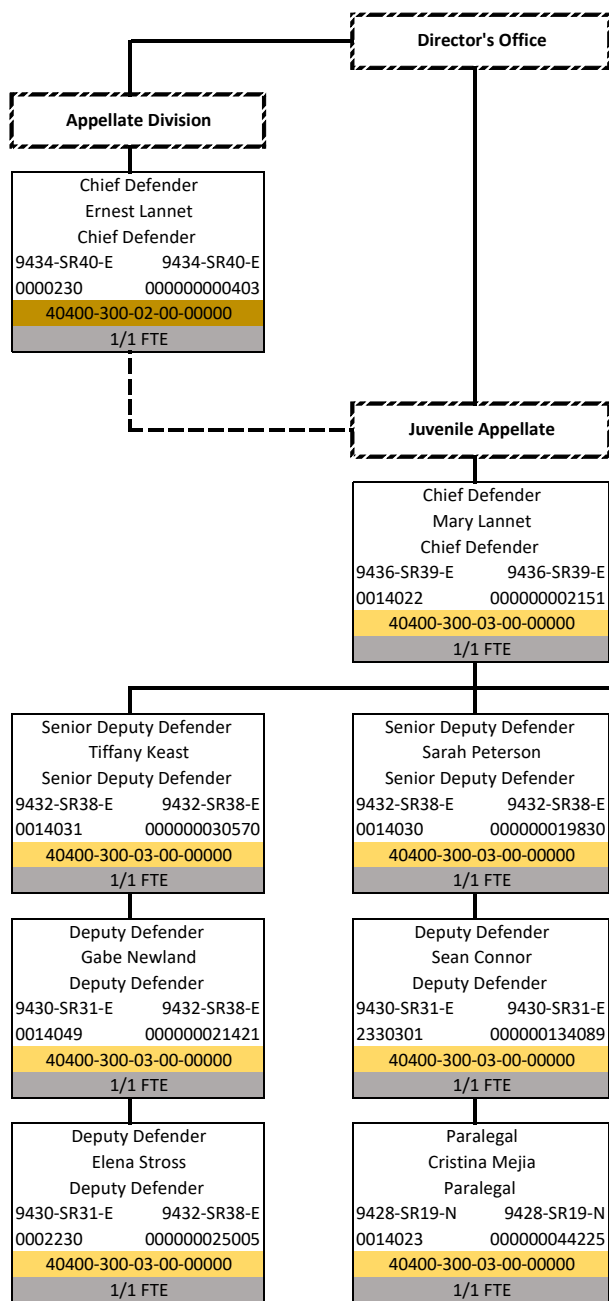 Director's Office
Appellate Division
Chief Defender
Ernest Lannet
Chief Defender
9434-SR40-E 9434-SR40-E
0000230 000000000403
40400-300-02-00-00000
1/1 FTE
Juvenile Appellate
Chief Defender
Mary Lannet
Chief Defender
9436-SR39-E 9436-SR39-E
0014022 000000002151
40400-300-03-00-00000
1/1 FTE
Senior Deputy Defender
Tiffany Keast
Senior Deputy Defender
9432-SR38-E 9432-SR38-E
0014031 000000030570
40400-300-03-00-00000
1/1 FTE
Deputy Defender
Gabe Newland
Deputy Defender
9430-SR31-E 9432-SR38-E
0014049 000000021421
40400-300-03-00-00000
1/1 FTE
Deputy Defender
Elena Stross
Deputy Defender
9430-SR31-E 9432-SR38-E
0002230 000000025005
40400-300-03-00-00000
1/1 FTE
Senior Deputy Defender
Sarah Peterson
Senior Deputy Defender
9432-SR38-E 9432-SR38-E
0014030 000000019830
40400-300-03-00-00000
1/1 FTE
Deputy Defender
Sean Connor
Deputy Defender
9430-SR31-E 9430-SR31-E
2330301 000000134089
40400-300-03-00-00000
1/1 FTE
Paralegal
Cristina Mejia
Paralegal
9428-SR19-N 9428-SR19-N
0014023 000000044225
40400-300-03-00-00000
1/1 FTE